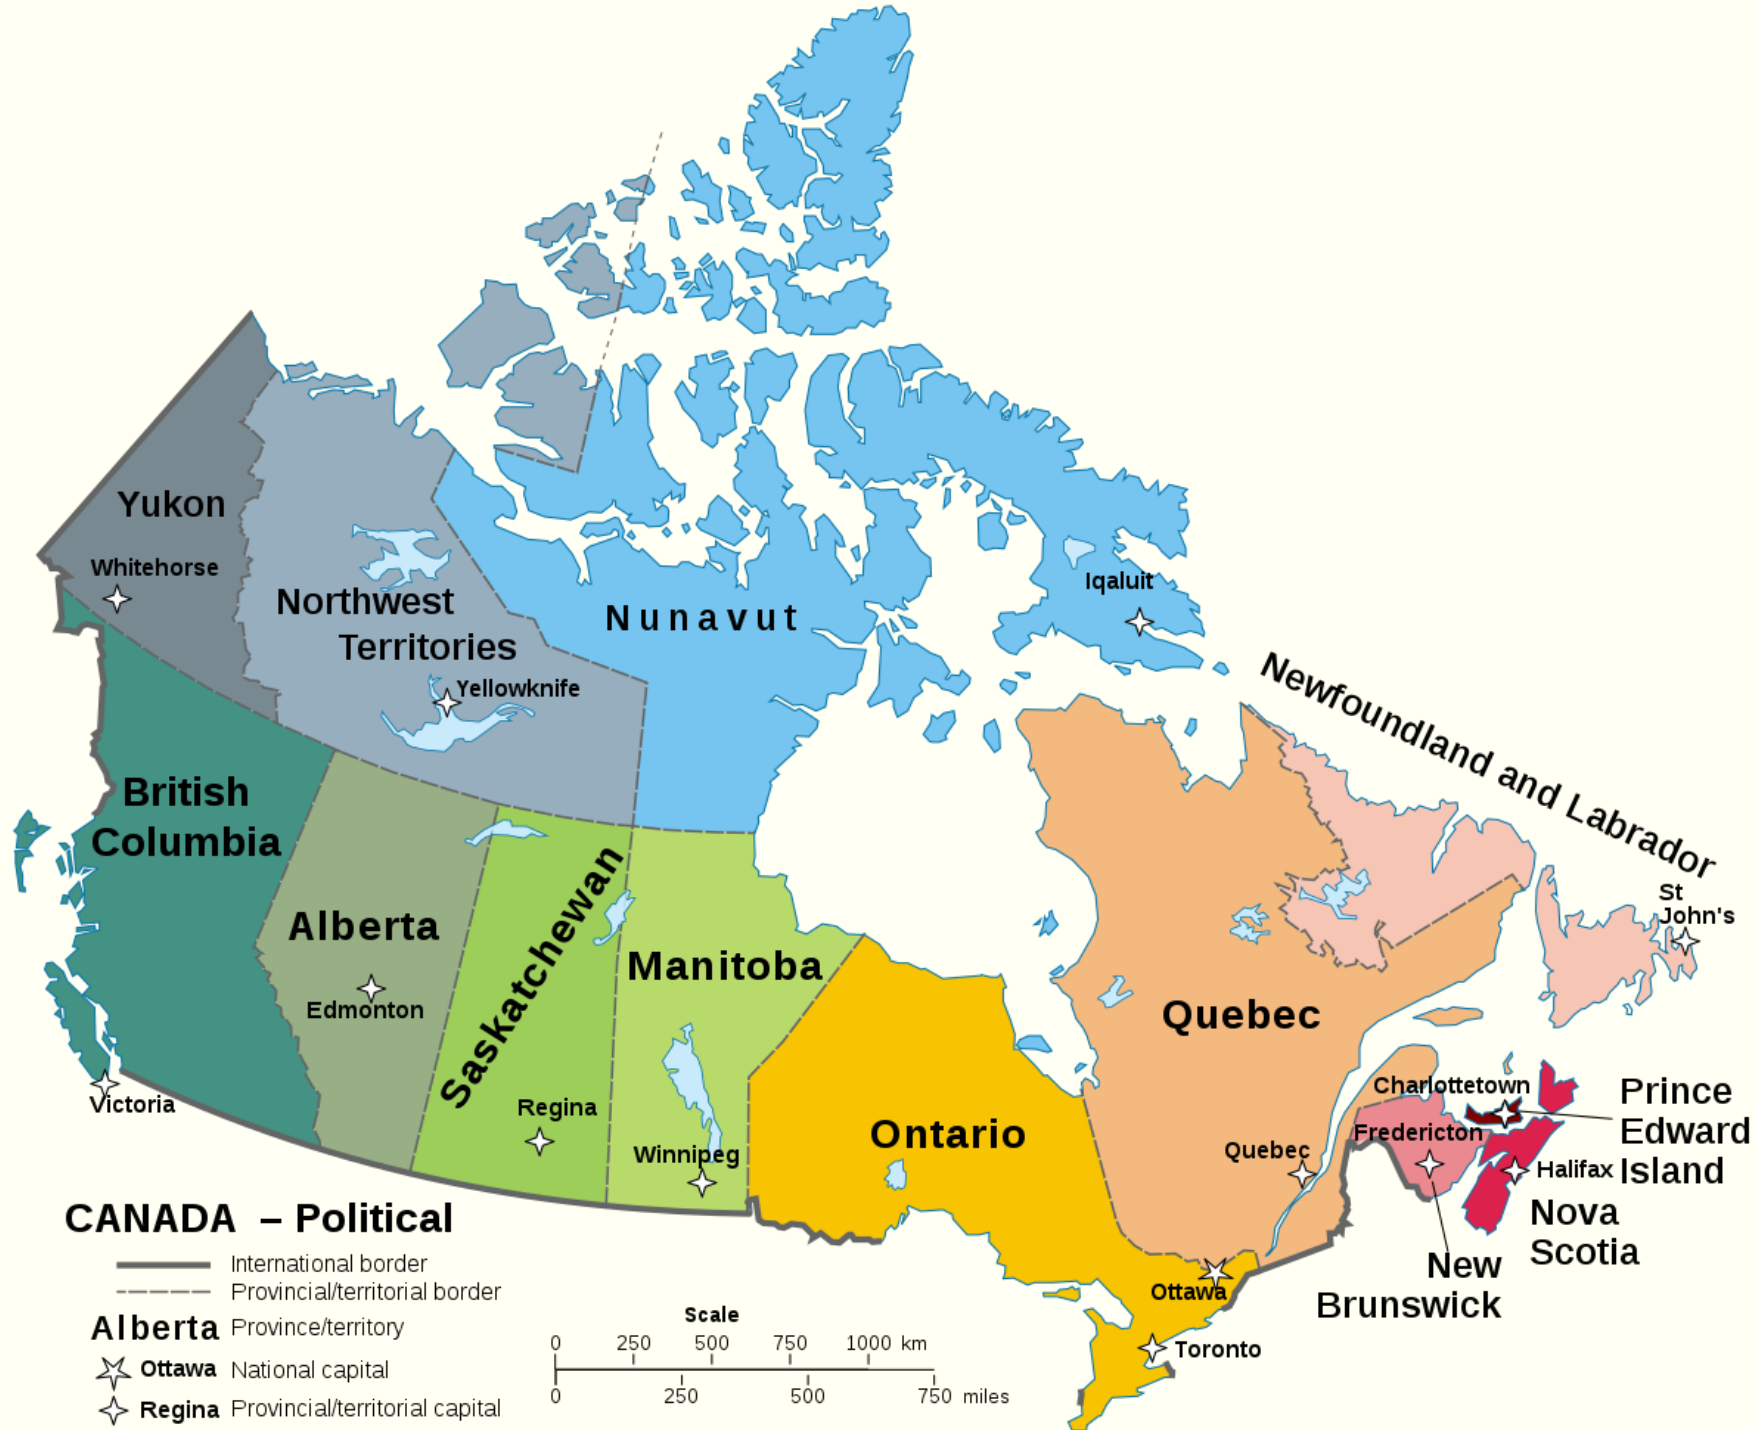 Yukon
Whitehorse
Northwest
Territories
Yellowknife
Nunavut
Iqaluit
Newfoundland and Labrador
St
John's
British
Columbia
Victoria
Alberta
Edmonton
Saskatchewan
Regina
Manitoba
Winnipeg
Ontario
Ottawa
Toronto
Quebec
Quebec
Charlottetown
Prince
Edward
Island
Fredericton
Halifax
Nova
Scotia
New
Brunswick
CANADA – Political
International border
Provincial/territorial border
Alberta Province/territory
Ottawa National capital
Regina Provincial/territorial capital
Scale
0 250 500 750 1000 km
0 250 500 750 miles